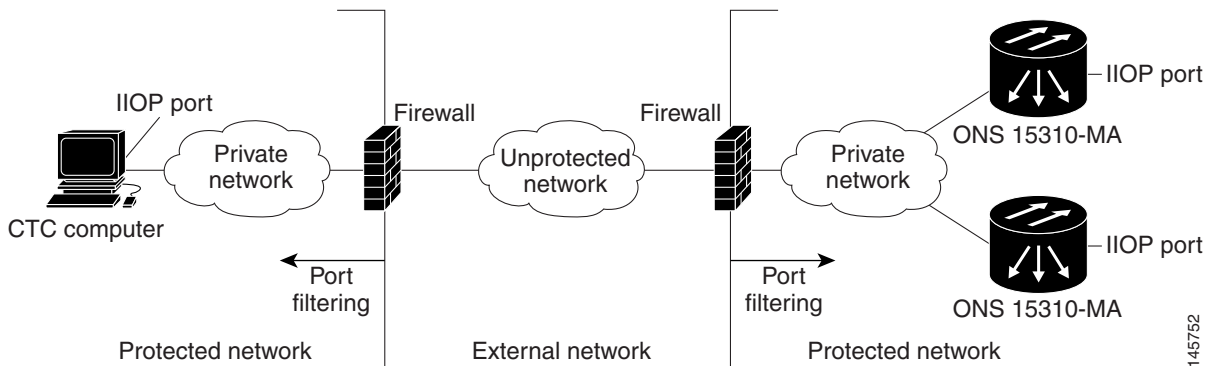 IIOP port
Private
network
CTC computer
Firewall
Port
filtering
Protected network
Unprotected
network
External network
Firewall
Private
network
Port
filtering
Protected network
IIOP port
ONS 15310-MA
IIOP port
ONS 15310-MA
145752